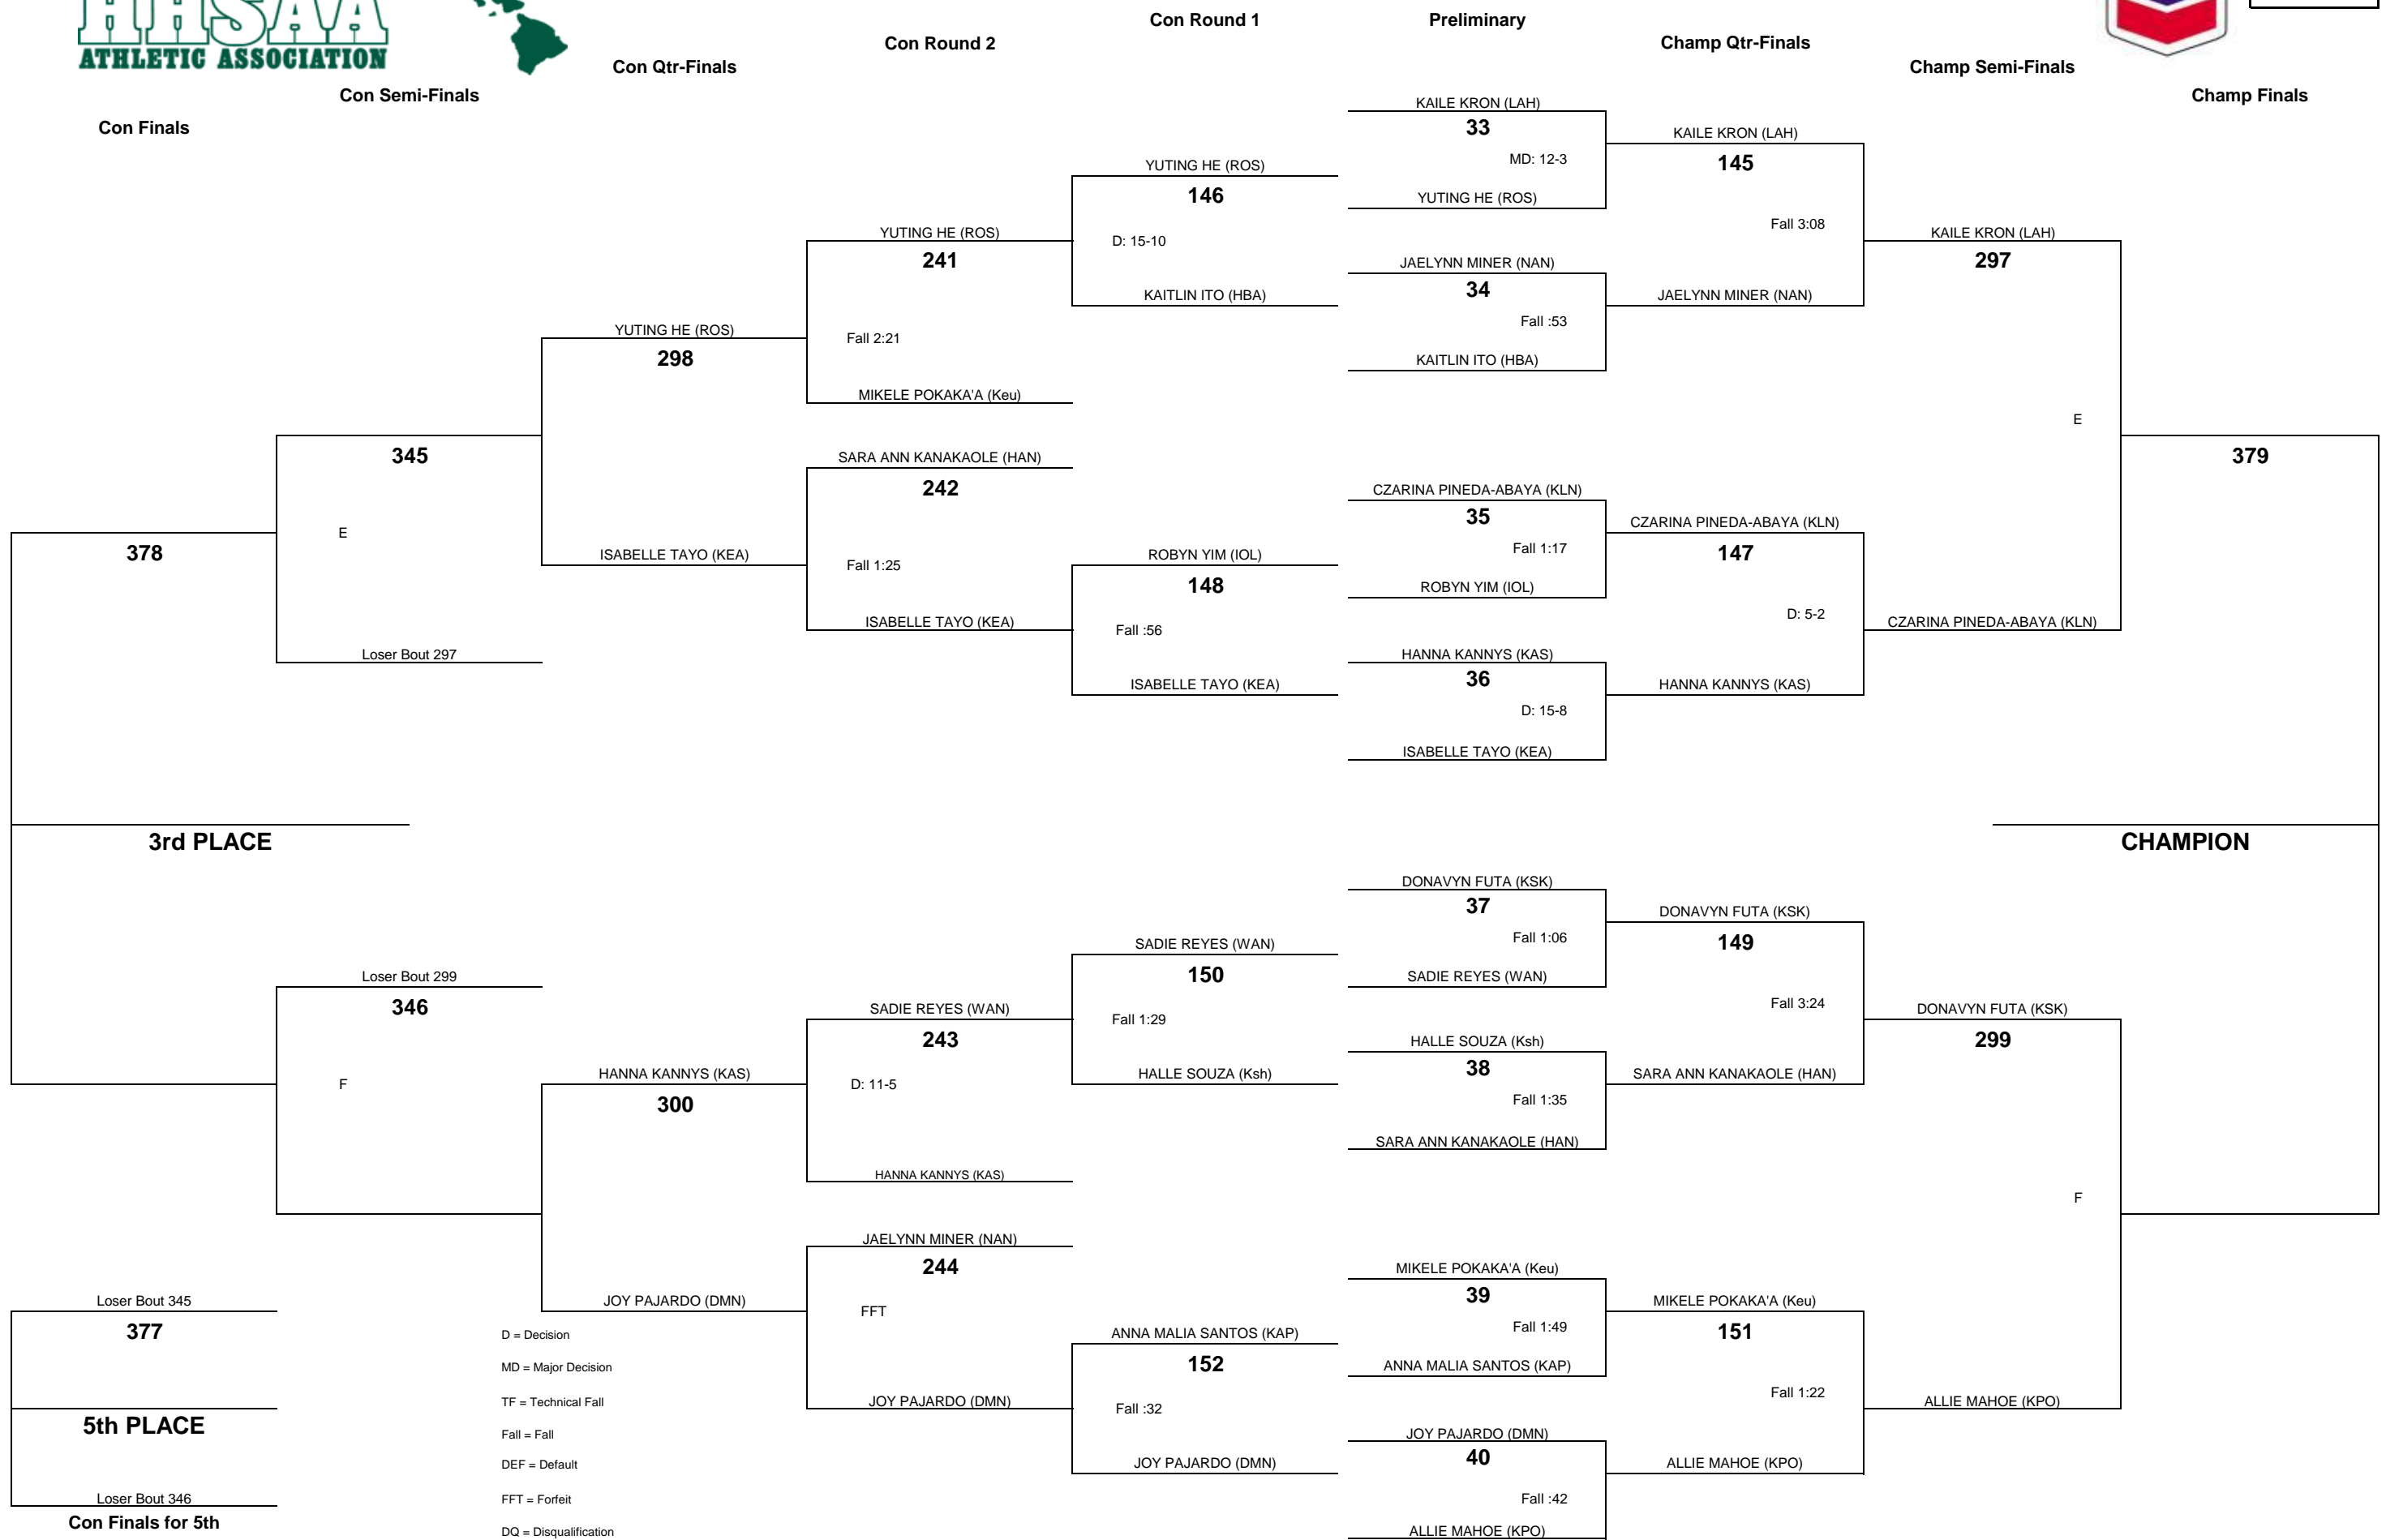 HHSAA
ATHLETIC ASSOCIATION
Con Finals
Con Semi-Finals
Con Qtr-Finals
Con Round 2
Con Round 1
Preliminary
Champ Qtr-Finals
Champ Semi-Finals
Champ Finals
KAILE KRON (LAH)
33
MD: 12-3
YUTING HE (ROS)
JAELYNN MINER (NAN)
34
Fall :53
KAITLIN ITO (HBA)
CZARINA PINEDA-ABAYA (KLN)
35
Fall 1:17
ROBYN YIM (IOL)
HANNA KANNYS (KAS)
36
D: 15-8
ISABELLE TAYO (KEA)
DONAVYN FUTA (KSK)
37
Fall 1:06
SADIE REYES (WAN)
HALLE SOUZA (Ksh)
38
Fall 1:35
SARA ANN KANAKAOLE (HAN)
MIKELE POKAKA'A (Keu)
39
Fall 1:49
ANNA MALIA SANTOS (KAP)
JOY PAJARDO (DMN)
40
Fall :42
ALLIE MAHOE (KPO)
KAILE KRON (LAH)
145
Fall 3:08
JAELYNN MINER (NAN)
CZARINA PINEDA-ABAYA (KLN)
147
D: 5-2
HANNA KANNYS (KAS)
DONAVYN FUTA (KSK)
149
Fall 3:24
SARA ANN KANAKAOLE (HAN)
MIKELE POKAKA'A (Keu)
151
Fall 1:22
ALLIE MAHOE (KPO)
KAILE KRON (LAH)
297
E
CZARINA PINEDA-ABAYA (KLN)
DONAVYN FUTA (KSK)
299
F
ALLIE MAHOE (KPO)
379
CHAMPION
YUTING HE (ROS)
146
D: 15-10
KAITLIN ITO (HBA)
ROBYN YIM (IOL)
148
Fall :56
ISABELLE TAYO (KEA)
SADIE REYES (WAN)
150
Fall 1:29
HALLE SOUZA (Ksh)
ANNA MALIA SANTOS (KAP)
152
Fall :32
JOY PAJARDO (DMN)
YUTING HE (ROS)
241
Fall 2:21
MIKELE POKAKA'A (Keu)
SARA ANN KANAKAOLE (HAN)
242
Fall 1:25
ISABELLE TAYO (KEA)
SADIE REYES (WAN)
243
D: 11-5
HANNA KANNYS (KAS)
JAELYNN MINER (NAN)
244
FFT
JOY PAJARDO (DMN)
YUTING HE (ROS)
298
ISABELLE TAYO (KEA)
HANNA KANNYS (KAS)
300
JOY PAJARDO (DMN)
345
E
Loser Bout 297
Loser Bout 299
346
F
378
3rd PLACE
Loser Bout 345
377
5th PLACE
Loser Bout 346
Con Finals for 5th
D = Decision
MD = Major Decision
TF = Technical Fall
Fall = Fall
DEF = Default
FFT = Forfeit
DQ = Disqualification